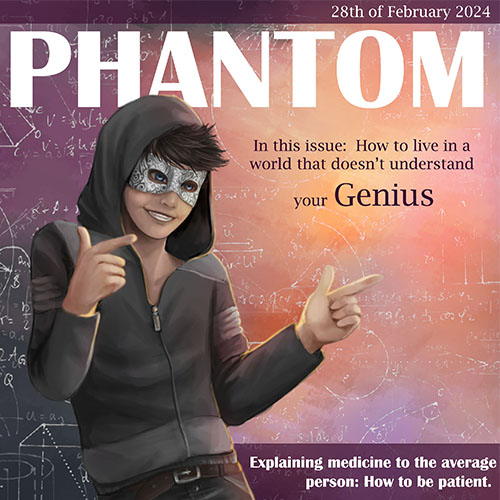 28th of February 2024
PHANTOM
In this issue: How to live in a
world that doesn't understand
your Genius
Explaining medicine to the average
person: How to be patient.